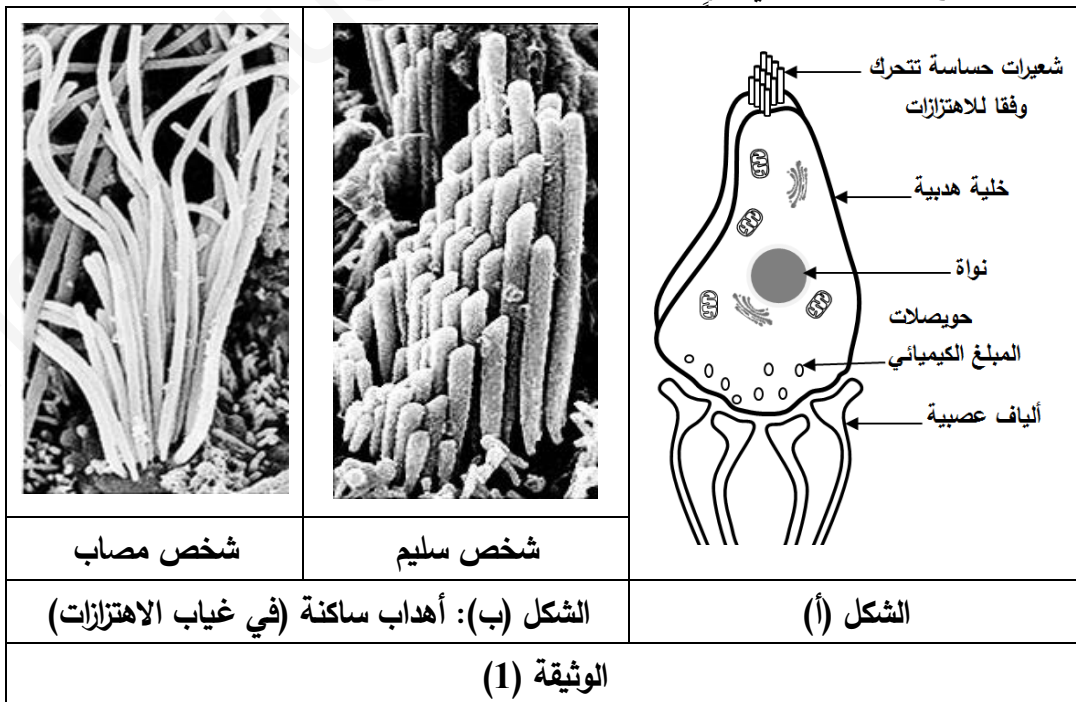 شعيرات حساسة تتحرك
وفقا للاهتزازات
خلية هدبية
نواة
حويصلات
المبلغ الكيميائي
ألياف عصبية
شخص سليم
شخص مصاب
الشكل (أ)
الشكل (ب): أهداب ساكنة (في غياب الاهتزازات)
الوثيقة (1)